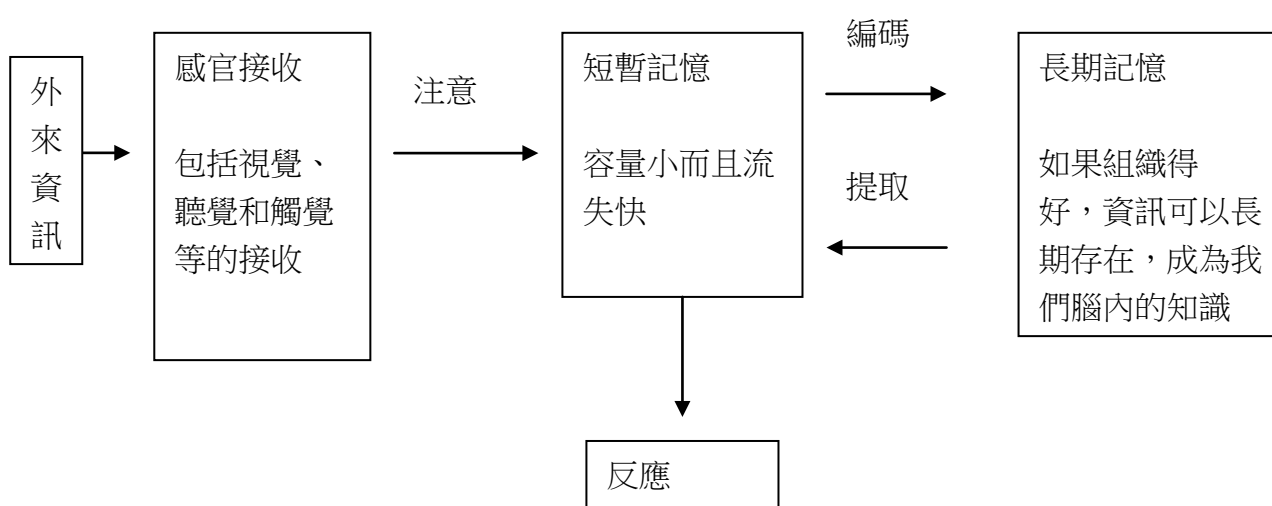 外
來
資
訊
感官接收
包括視覺、
聽覺和觸覺
等的接收
注意
短暫記憶
容量小而且流
失快
編碼
提取
長期記憶
如果組織得
好，資訊可以長
期存在，成為我
們腦內的知識
反應